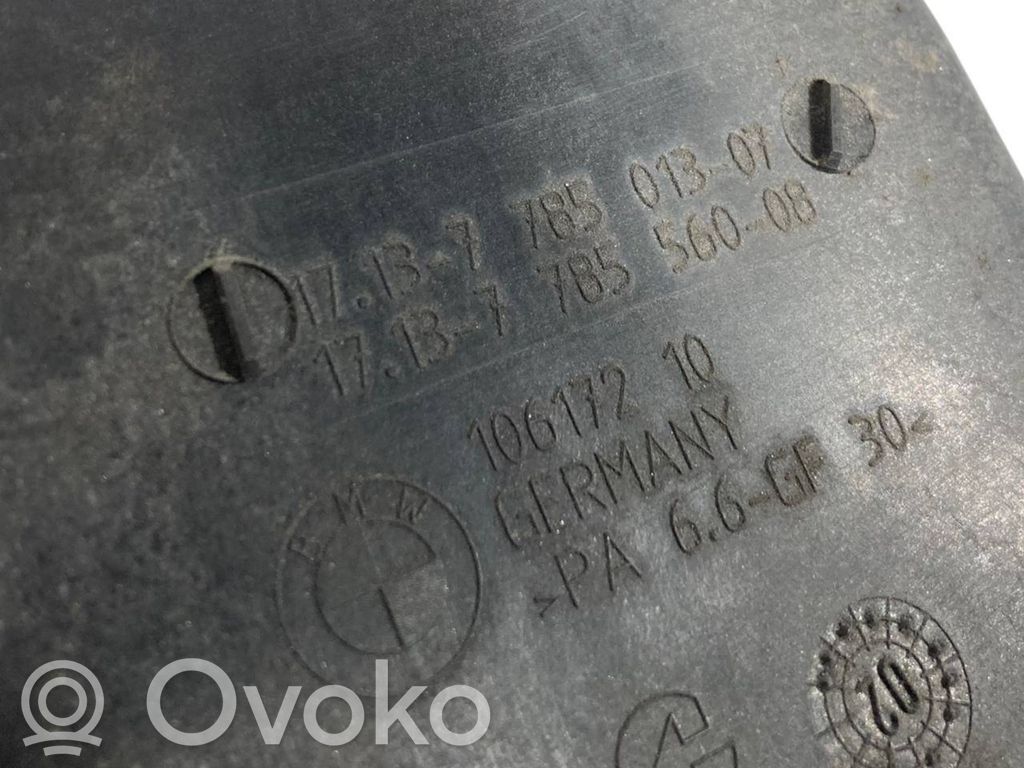 17.13-7 785 013-07
17.13-7 785 560-08
106172 10
GERMANY
>PA 6.6-GF 30<
BMW
02
G
Ovoko